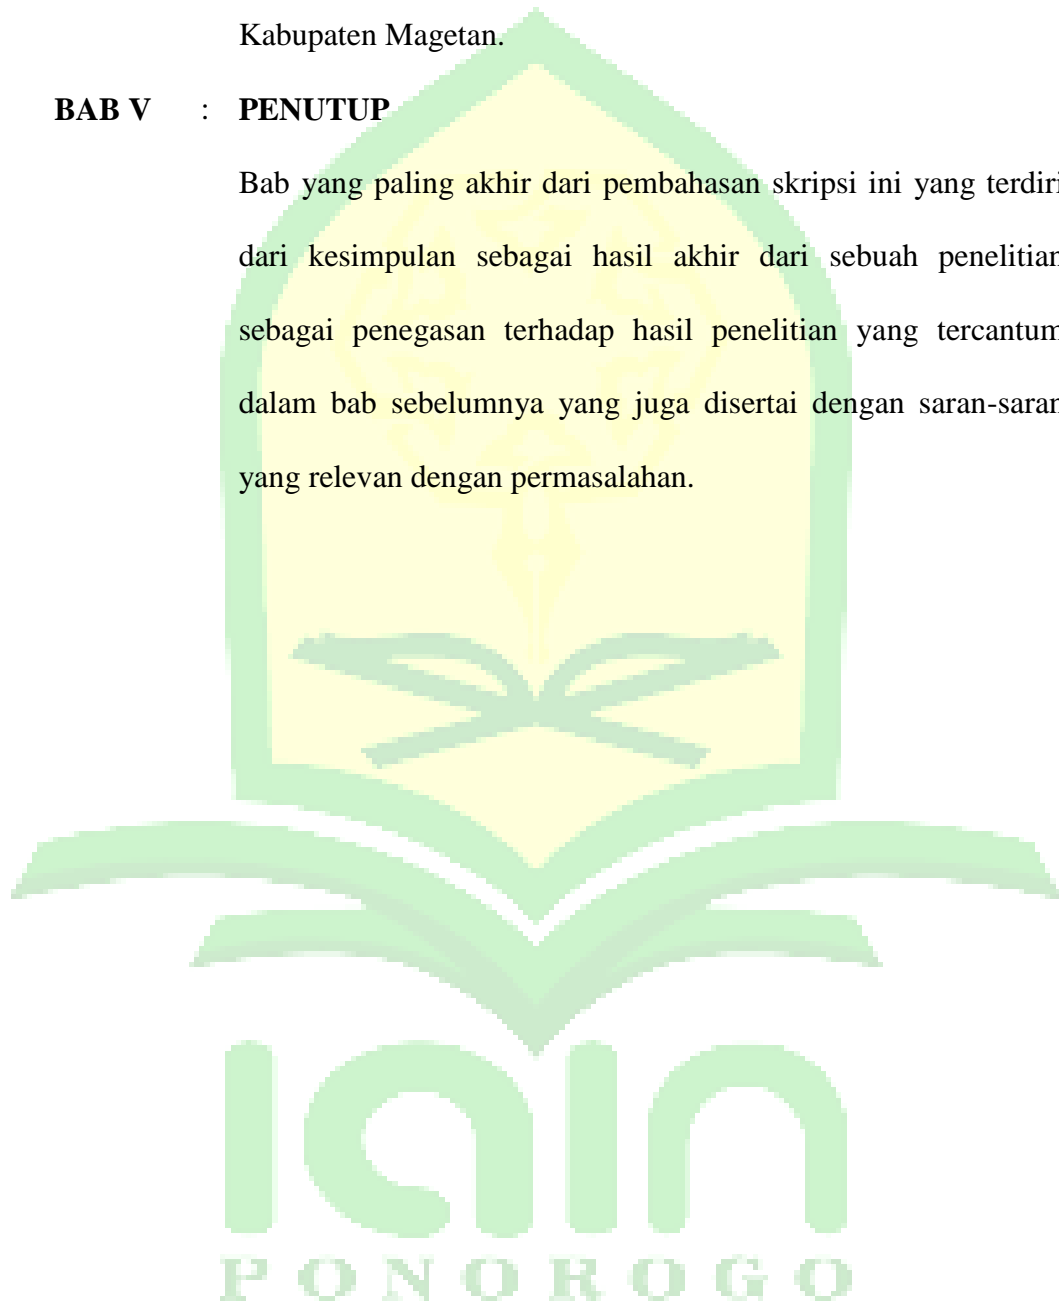 Kabupaten Magetan.
BAB V : PENUTUP
Bab yang paling akhir dari pembahasan skripsi ini yang terdiri
dari kesimpulan sebagai hasil akhir dari sebuah penelitian
sebagai penegasan terhadap hasil penelitian yang tercantum
dalam bab sebelumnya yang juga disertai dengan saran-saran
yang relevan dengan permasalahan.
iain
PONOROGO